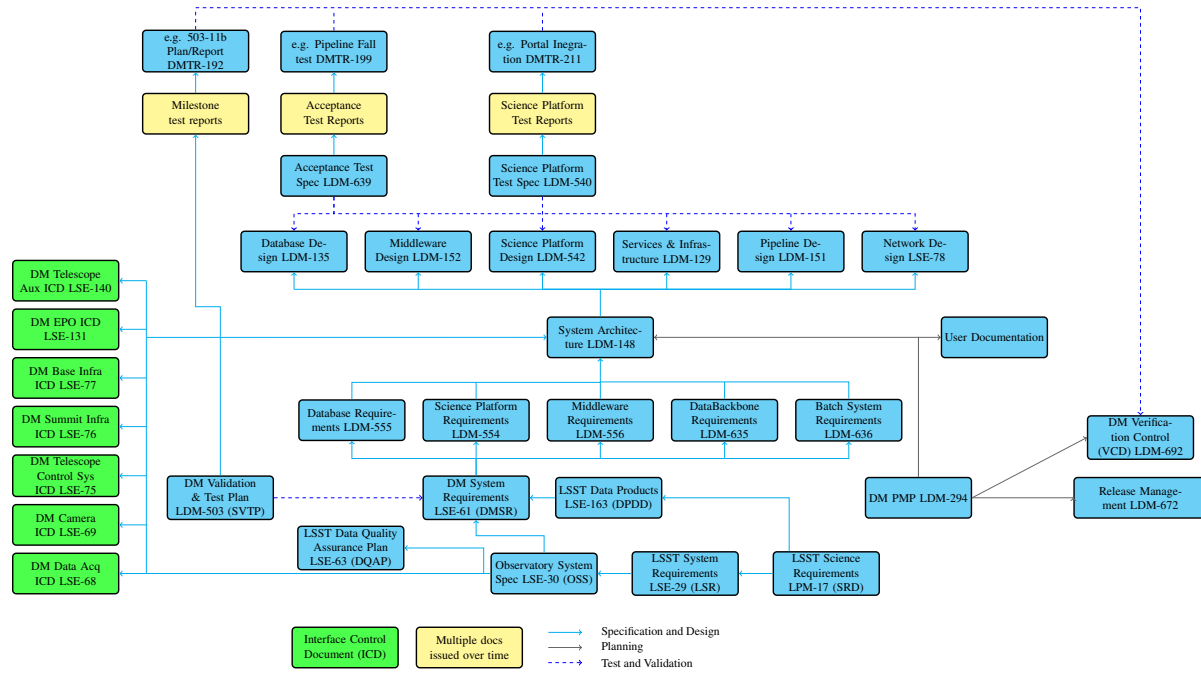 e.g. 503-11b
Plan/Report
DMTR-192
e.g. Pipeline Fall
test DMTR-199
e.g. Portal Inegration DMTR-211
Milestone
test reports
Acceptance
Test Reports
Science Platform
Test Reports
Acceptance Test
Spec LDM-639
Science Platform
Test Spec LDM-540
Database De-
sign LDM-135
Middleware
Design LDM-152
Science Platform
Design LDM-542
Services & Infras-
tructure LDM-129
Pipeline De-
sign LDM-151
Network De-
sign LSE-78
DM Telescope
Aux ICD LSE-140
DM EPO ICD
LSE-131
DM Base Infra
ICD LSE-77
DM Summit Infra
ICD LSE-76
DM Telescope
Control Sys
ICD LSE-75
DM Camera
ICD LSE-69
DM Data Acq
ICD LSE-68
System Architec-
ture LDM-148
User Documentation
Database Require-
ments LDM-555
Science Platform
Requirements
LDM-554
Middleware
Requirements
LDM-556
DataBackbone
Requirements
LDM-635
Batch System
Requirements
LDM-636
DM Verifica-
tion Control
(VCD) LDM-692
DM Validation
& Test Plan
LDM-503 (SVTP)
DM System
Requirements
LSE-61 (DMSR)
LSST Data Products
LSE-163 (DPDD)
DM PMP LDM-294
Release Manage-
ment LDM-672
LSST Data Quality
Assurance Plan
LSE-63 (DQAP)
Observatory System
Spec LSE-30 (OSS)
LSST System
Requirements
LSE-29 (LSR)
LSST Science
Requirements
LPM-17 (SRD)
Interface Control
Document (ICD)
Multiple docs
issued over time
Specification and Design
Planning
Test and Validation